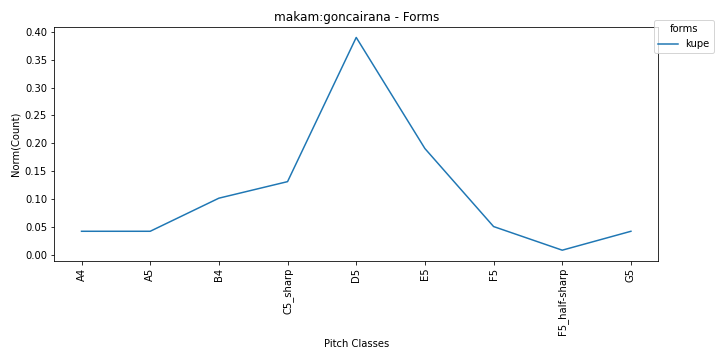 makam:goncairana - Forms
forms
kupe
Norm(Count)
0.40
0.35
0.30
0.25
0.20
0.15
0.10
0.05
0.00
A4
A5
B4
C5_sharp
D5
E5
F5
F5_half-sharp
G5
Pitch Classes